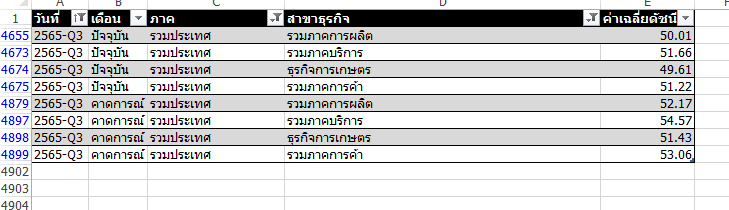 A B C D E
1 วันที่ เดือน ภาค สาขาธุรกิจ ค่าเฉลี่ยดัชนี
4655 2565-Q3 ปัจจุบัน รวมประเทศ รวมภาคการผลิต 50.01
4673 2565-Q3 ปัจจุบัน รวมประเทศ รวมภาคบริการ 51.66
4674 2565-Q3 ปัจจุบัน รวมประเทศ ธุรกิจการเกษตร 49.61
4675 2565-Q3 ปัจจุบัน รวมประเทศ รวมภาคการค้า 51.22
4879 2565-Q3 คาดการณ์ รวมประเทศ รวมภาคการผลิต 52.17
4897 2565-Q3 คาดการณ์ รวมประเทศ รวมภาคบริการ 54.57
4898 2565-Q3 คาดการณ์ รวมประเทศ ธุรกิจการเกษตร 51.43
4899 2565-Q3 คาดการณ์ รวมประเทศ รวมภาคการค้า 53.06
4902
4903
4904